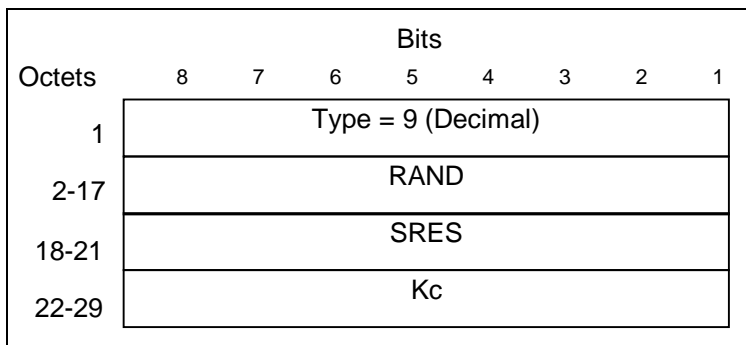 Bits
Octets 8 7 6 5 4 3 2 1
1 Type = 9 (Decimal)
2-17 RAND
18-21 SRES
22-29 Kc